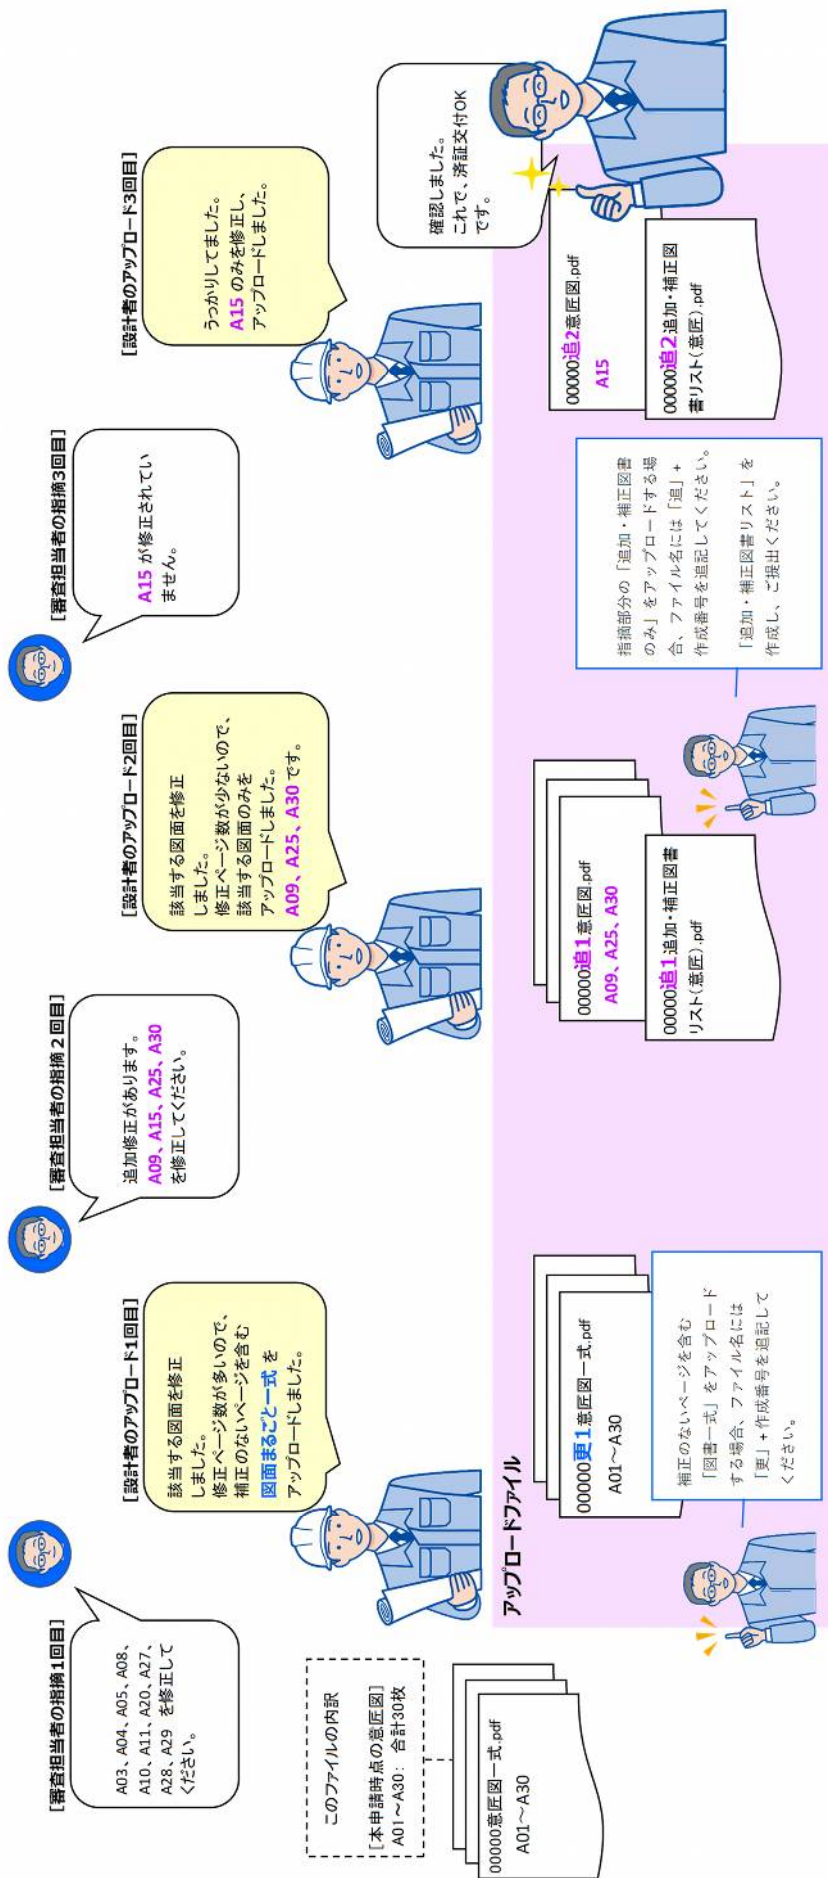 [審査担当者の指摘1回目]
A03、A04、A05、A08、
A10、A11、A20、A27、
A28、A29 を修正して
ください。
このファイルの内訳
[本申請時点の意匠図]
A01～A30: 合計30枚
00000意匠図一式.pdf
A01～A30
[設計者のアップロード1回目]
該当する図面を修正
しました。
修正ページ数が多いので、
補正のないページを含む
図面まるごと一式 を
アップロードしました。
アップロードファイル
00000更1意匠図一式.pdf
A01～A30
補正のないページを含む
「図書一式」をアップロード
する場合、ファイル名には
「更」+作成番号を追記して
ください。
[審査担当者の指摘２回目]
追加修正があります。
A09、A15、A25、A30
を修正してください。
[設計者のアップロード2回目]
該当する図面を修正
しました。
修正ページ数が少ないので、
該当する図面のみを
アップロードしました。
A09、A25、A30 です。
00000追1意匠図.pdf
A09、A25、A30
00000追1追加・補正図書
リスト(意匠).pdf
指摘部分の「追加・補正図書
のみ」をアップロードする場
合、ファイル名には「追」+
作成番号を追記してください。
「追加・補正図書リスト」を
作成し、ご提出ください。
[審査担当者の指摘3回目]
A15 が修正されてい
ません。
[設計者のアップロード3回目]
うっかりしてました。
A15 のみを修正し、
アップロードしました。
00000追2意匠図.pdf
A15
00000追2追加・補正図
書リスト(意匠).pdf
確認しました。
これで、済証交付OK
です。